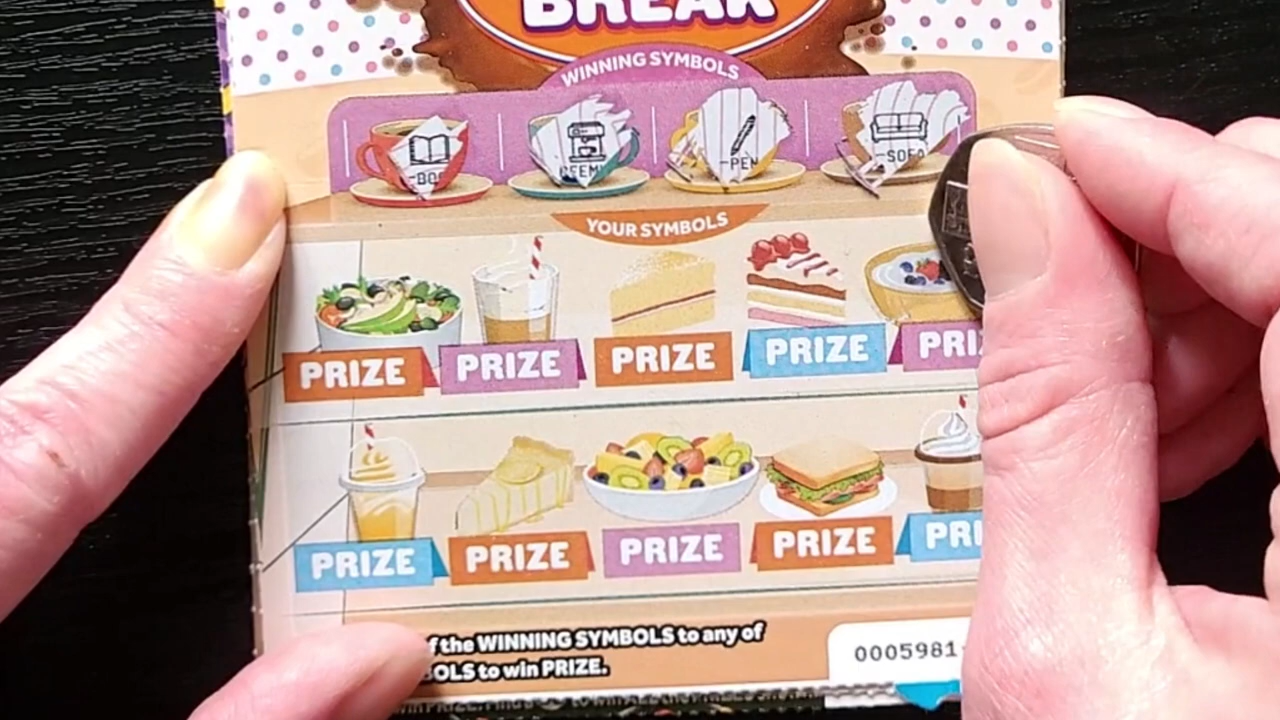 BREAK
WINNING SYMBOLS
PEN
SOFA
YOUR SYMBOLS
PRIZE PRIZE PRIZE PRIZE PRI
PRIZE PRIZE PRIZE PRIZE PRI
f the WINNING SYMBOLS to any of
BOLS to win PRIZE.
0005981